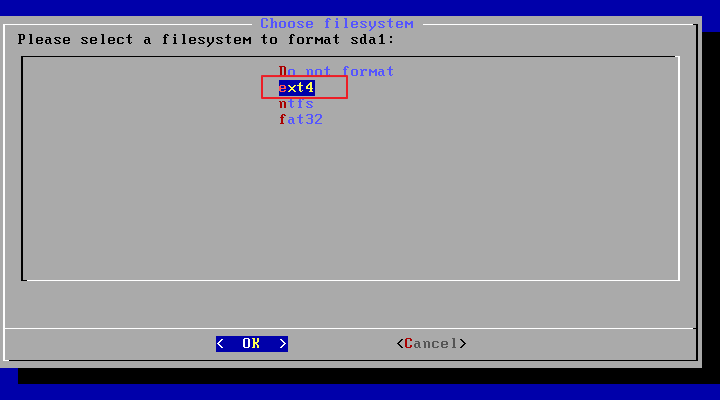 Choose filesystem
Please select a filesystem to format sda1:
Do not format
ext4
ntfs
fat32
< OK > <Cancel>